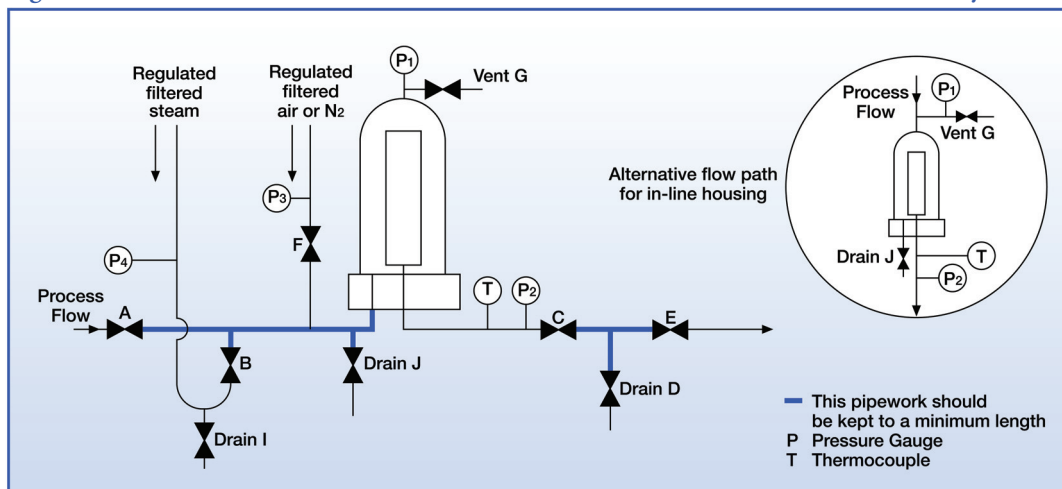 Regulated
filtered
steam
Regulated
filtered
air or N2
P1
Vent G
P3
F
P4
Process
Flow
A
B
Drain I
Drain J
T
P2
C
E
Drain D
Process
Flow
P1
Vent G
Alternative flow path
for in-line housing
Drain J
T
P2
This pipework should
be kept to a minimum length
P Pressure Gauge
T Thermocouple